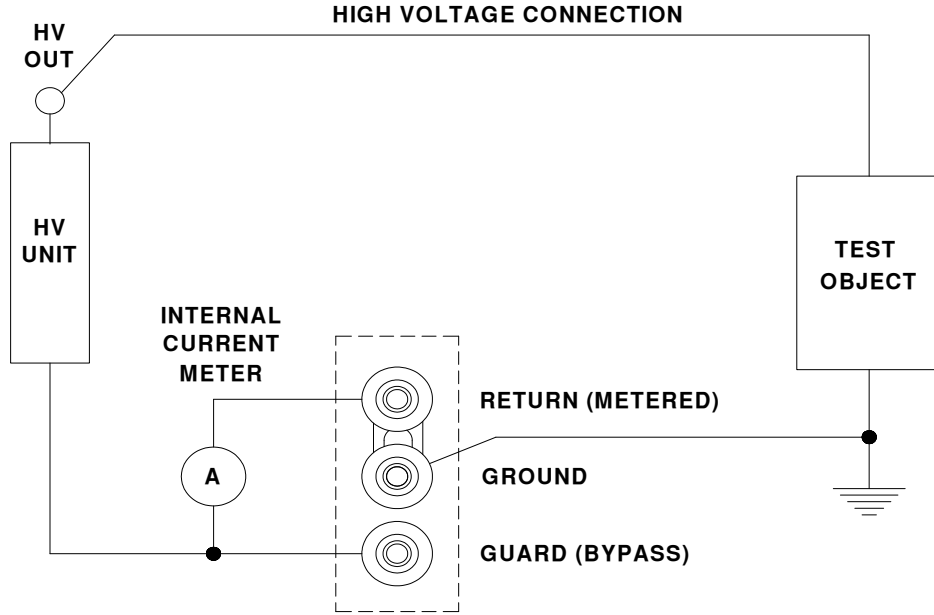 HIGH VOLTAGE CONNECTION
HV
OUT
HV
UNIT
TEST
OBJECT
INTERNAL
CURRENT
METER
RETURN (METERED)
A
GROUND
GUARD (BYPASS)